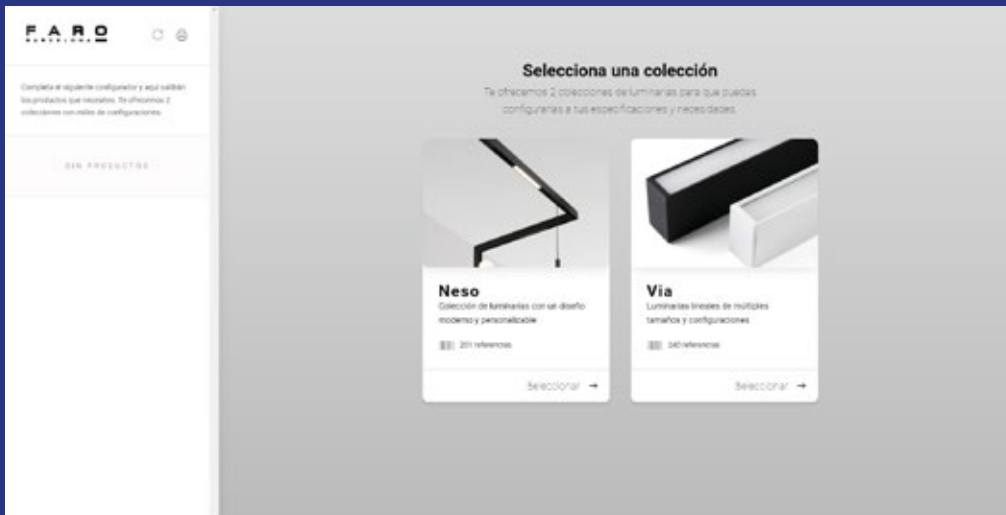 FARO
BARCELONA
Completa el siguiente configurador y aquí saldrán
los productos que necesites. Te ofrecemos 2
colecciones con miles de configuraciones.
SIN PRODUCTOS
Selecciona una colección
Te ofrecemos 2 colecciones de luminarias para que puedas
configurarlas a tus especificaciones y necesidades.
Neso
Colección de luminarias con un diseño
moderno y personalizable
201 referencias
Seleccionar →
Via
Luminarias lineales de múltiples
tamaños y configuraciones
340 referencias
Seleccionar →